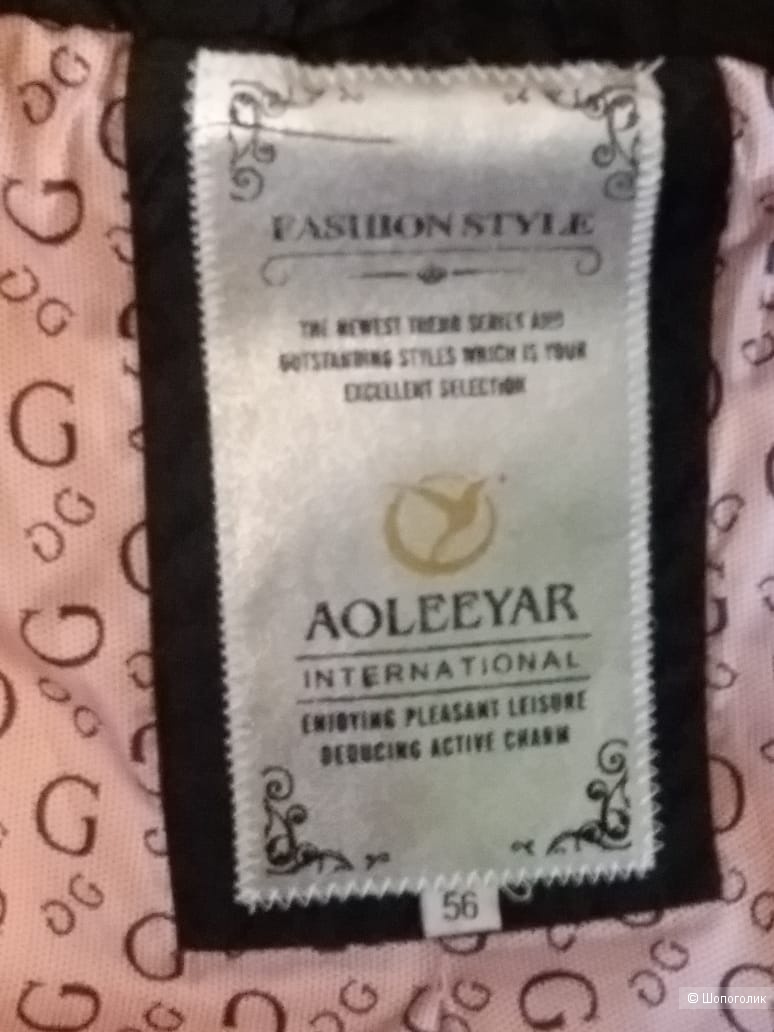 FASHION STYLE
THE NEWEST TREND SERIES AND
OUTSTANDING STYLES WHICH IS YOUR
EXCELLENT SELECTION
AOLEEYAR
INTERNATIONAL
ENJOYING PLEASANT LEISURE
DEDUCING ACTIVE CHARM
56
© Шопоголик